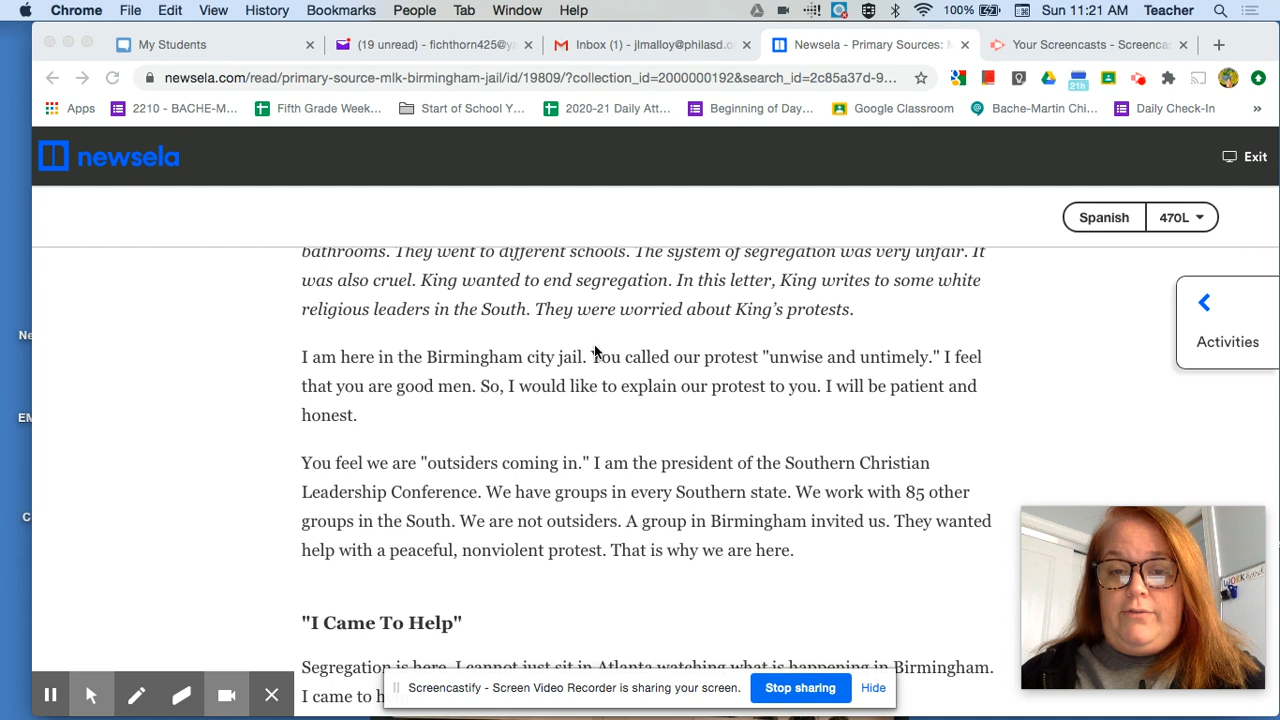 Chrome File Edit View History Bookmarks People Tab Window Help 100% Sun 11:21 AM Teacher
My Students (19 unread) - fichthorn425@y Inbox (1) - jlmalloy@philasd. Newsela - Primary Sources: Your Screencasts - Screenca
newsela.com/read/primary-source-mlk-birmingham-jail/id/19809/?collection_id=2000000192&search_id=2c85a37d-9... 21h
Apps 2210 - BACHE-M... Fifth Grade Week... Start of School Y... 2020-21 Daily Att... Beginning of Day... Google Classroom Bache-Martin Chi... Daily Check-In »
newsela Exit
Spanish 470L
bathrooms. They went to different schools. The system of segregation was very unfair. It
was also cruel. King wanted to end segregation. In this letter, King writes to some white
religious leaders in the South. They were worried about King's protests.
I am here in the Birmingham city jail. You called our protest "unwise and untimely." I feel
that you are good men. So, I would like to explain our protest to you. I will be patient and
honest.
Activities
You feel we are "outsiders coming in." I am the president of the Southern Christian
Leadership Conference. We have groups in every Southern state. We work with 85 other
groups in the South. We are not outsiders. A group in Birmingham invited us. They wanted
help with a peaceful, nonviolent protest. That is why we are here.
"I Came To Help"
Segregation is here. I cannot just sit in Atlanta watching what is happening in Birmingham.
I came to h
Screencastify - Screen Video Recorder is sharing your screen. Stop sharing Hide